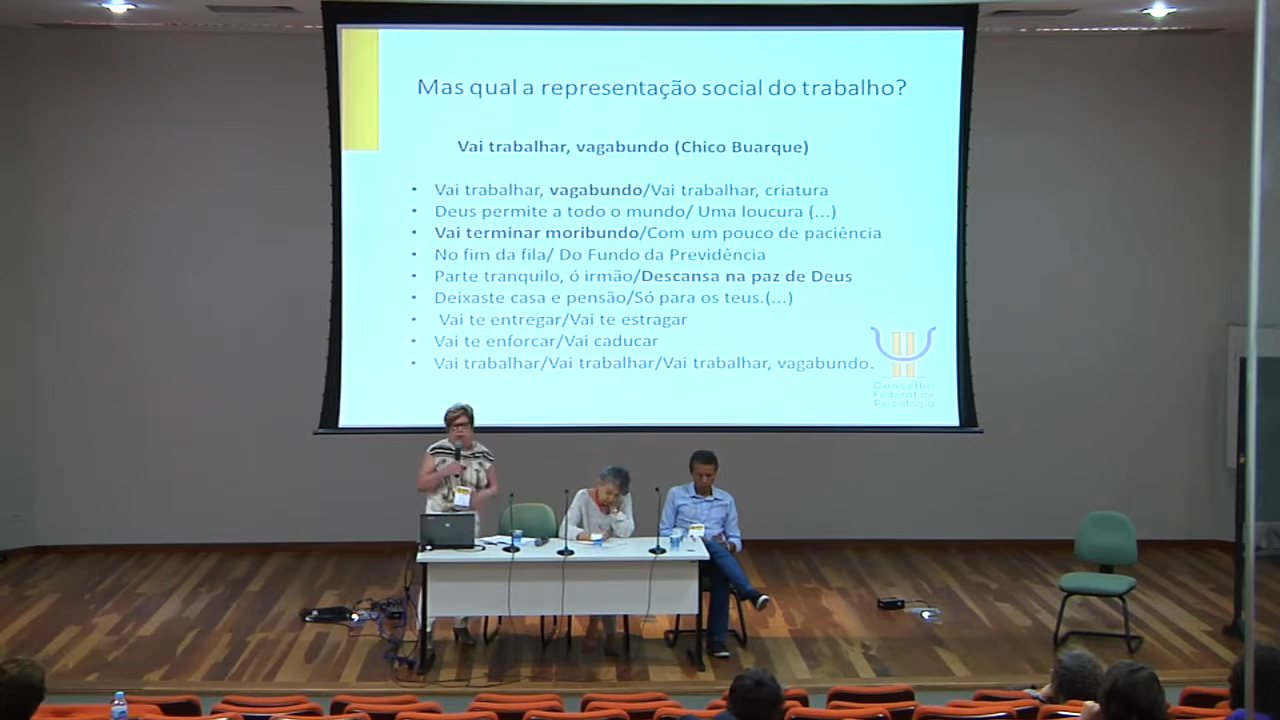 Mas qual a representação social do trabalho?
Vai trabalhar, vagabundo (Chico Buarque)
• Vai trabalhar, vagabundo/Vai trabalhar, criatura
• Deus permite a todo o mundo/ Uma loucura (...)
• Vai terminar moribundo/Com um pouco de paciência
• No fim da fila/ Do Fundo da Previdência
• Parte tranquilo, ó irmão/Descansa na paz de Deus
• Deixaste casa e pensão/Só para os teus.(...)
• Vai te entregar/Vai te estragar
• Vai te enforcar/Vai caducar
• Vai trabalhar/Vai trabalhar/Vai trabalhar, vagabundo.
Conselho
Federal de
Psicologia